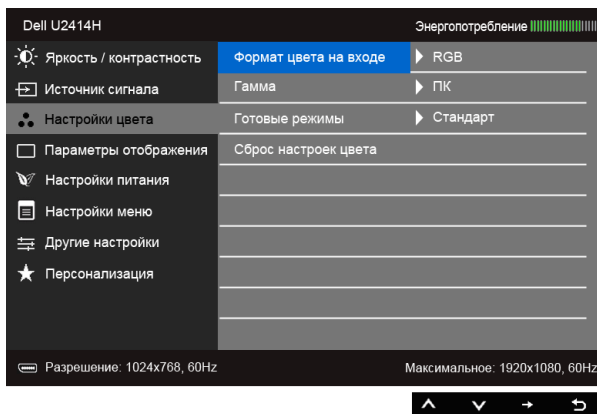 Dell U2414H
Энергопотребление
Яркость / контрастность
Формат цвета на входе
RGB
Источник сигнала
Гамма
ПК
Настройки цвета
Готовые режимы
Стандарт
Параметры отображения
Сброс настроек цвета
Настройки питания
Настройки меню
Другие настройки
Персонализация
Разрешение: 1024x768, 60Hz
Максимальное: 1920x1080, 60Hz